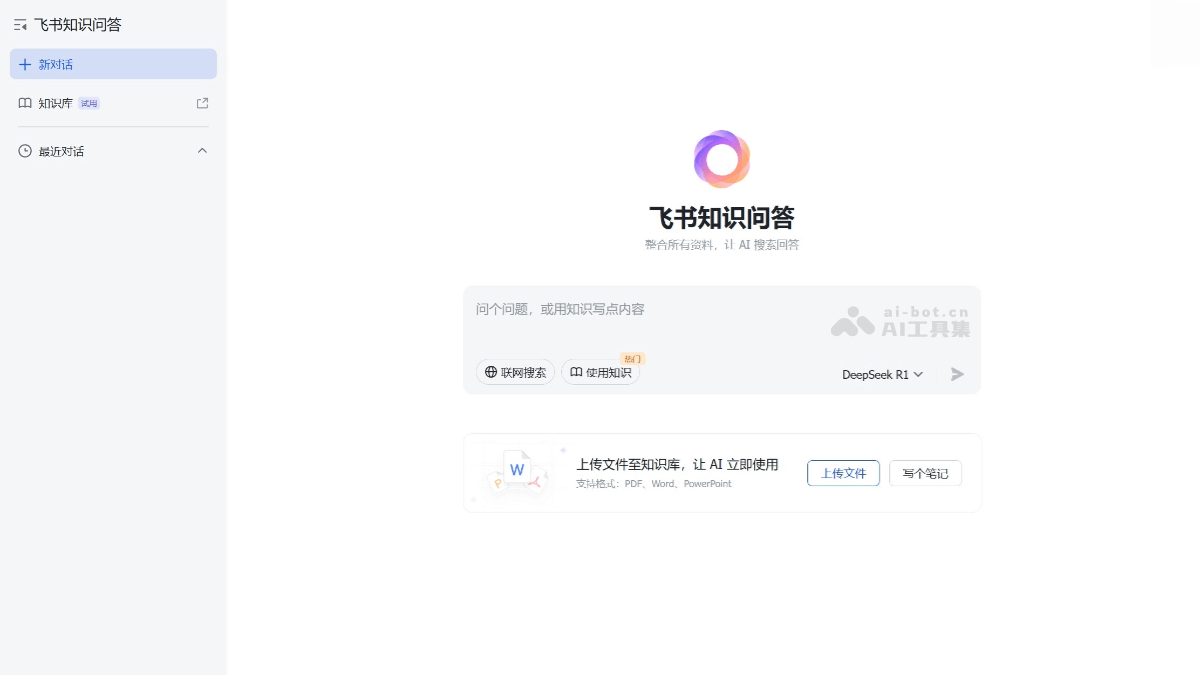 飞书知识问答
新对话
知识库 试用
最近对话
飞书知识问答
整合所有资料，让 AI 搜索回答
问个问题，或用知识写点内容
ai-bot.cn
AI工具集
热门
联网搜索 使用知识 DeepSeek R1
W
P
上传文件至知识库，让 AI 立即使用
支持格式：PDF、Word、PowerPoint
上传文件 写个笔记